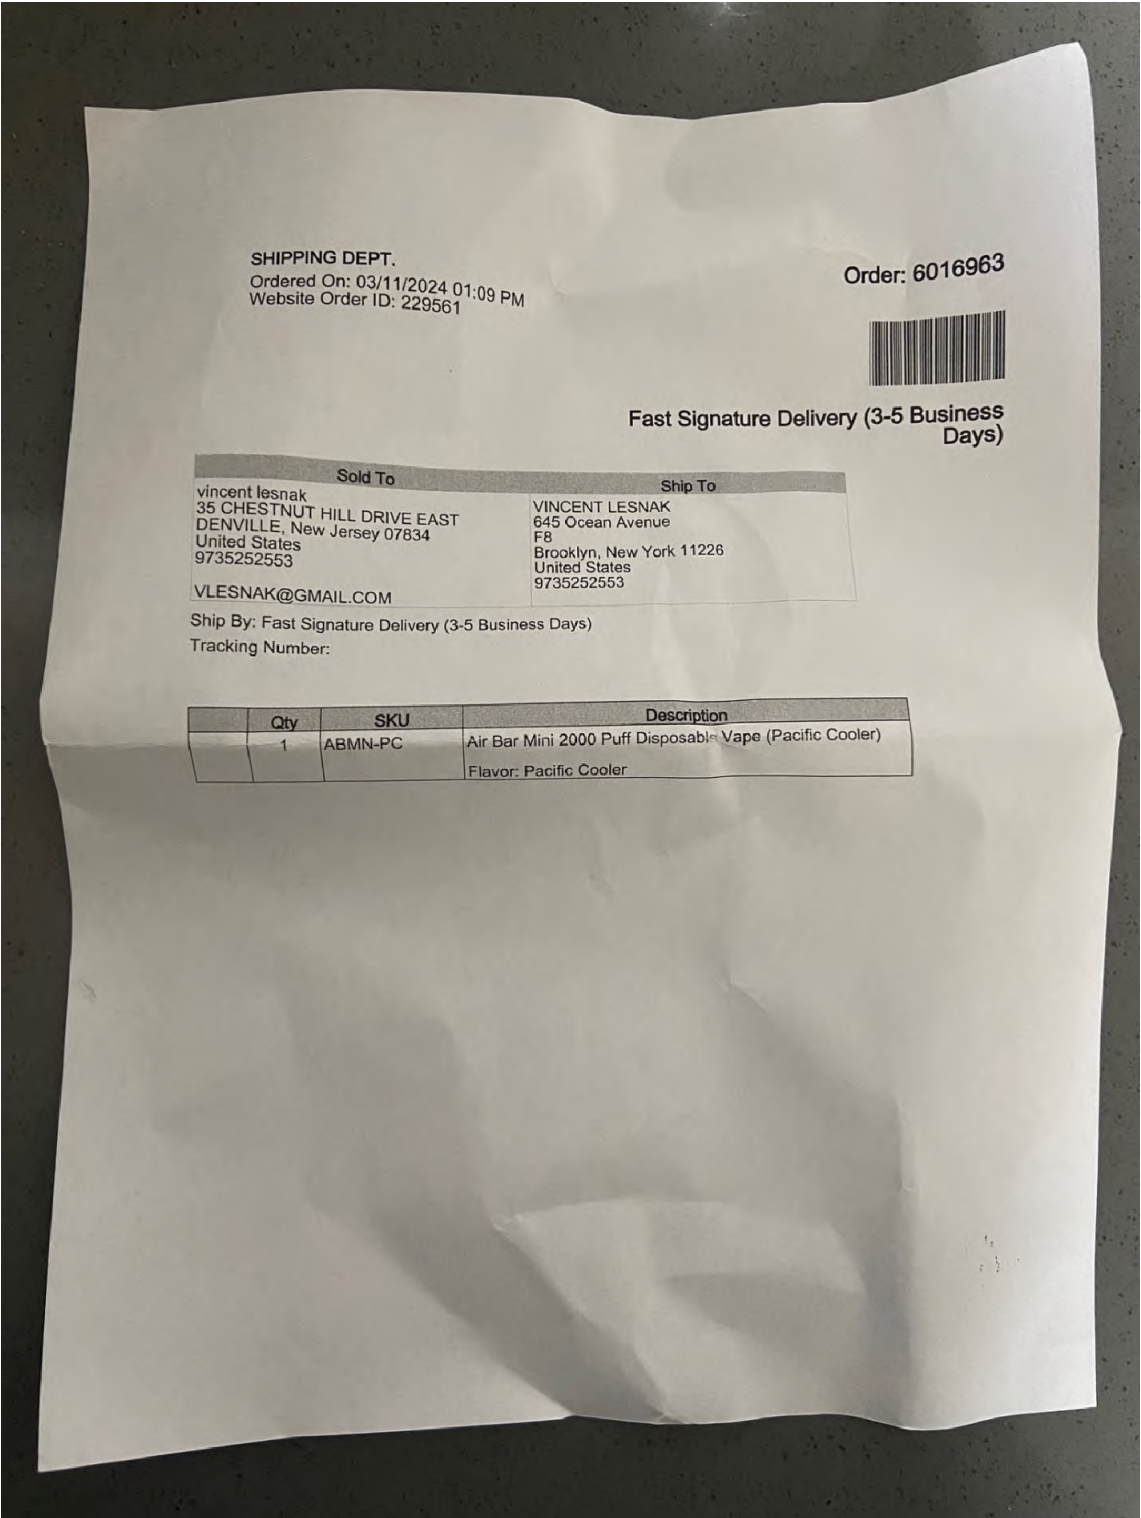 SHIPPING DEPT.
Ordered On: 03/11/2024 01:09 PM
Website Order ID: 229561
Order: 6016963
Fast Signature Delivery (3-5 Business
Days)
Sold To
vincent lesnak
35 CHESTNUT HILL DRIVE EAST
DENVILLE, New Jersey 07834
United States
9735252553
VLESNAK@GMAIL.COM
Ship To
VINCENT LESNAK
645 Ocean Avenue
F8
Brooklyn, New York 11226
United States
9735252553
Ship By: Fast Signature Delivery (3-5 Business Days)
Tracking Number:
Qty SKU Description
1 ABMN-PC Air Bar Mini 2000 Puff Disposable Vape (Pacific Cooler)
Flavor: Pacific Cooler